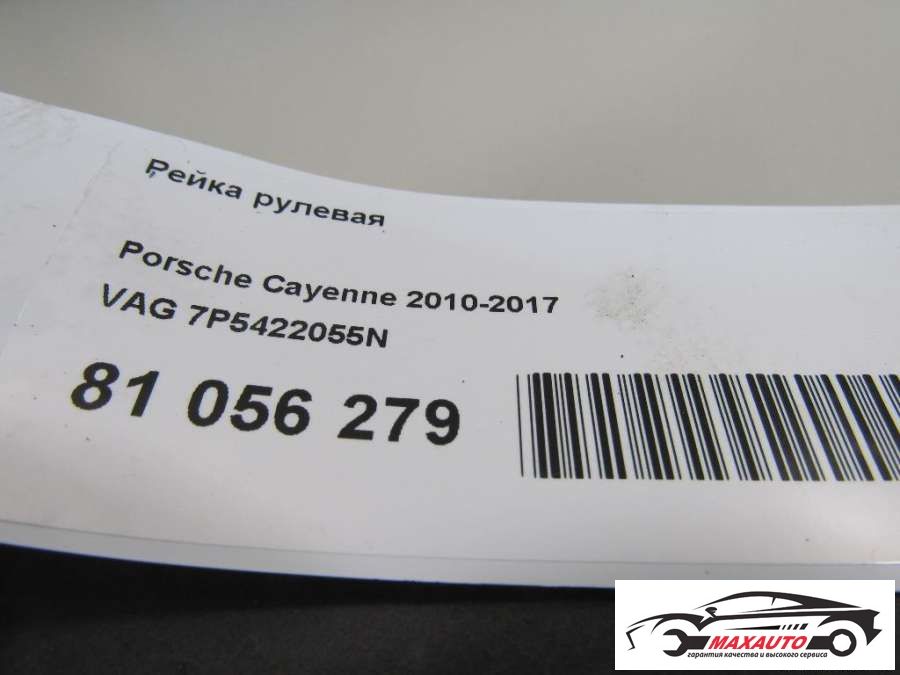 Рейка рулевая
Porsche Cayenne 2010-2017
VAG 7P5422055N
81 056 279
MAXAUTO
гарантия качества и высокого сервиса